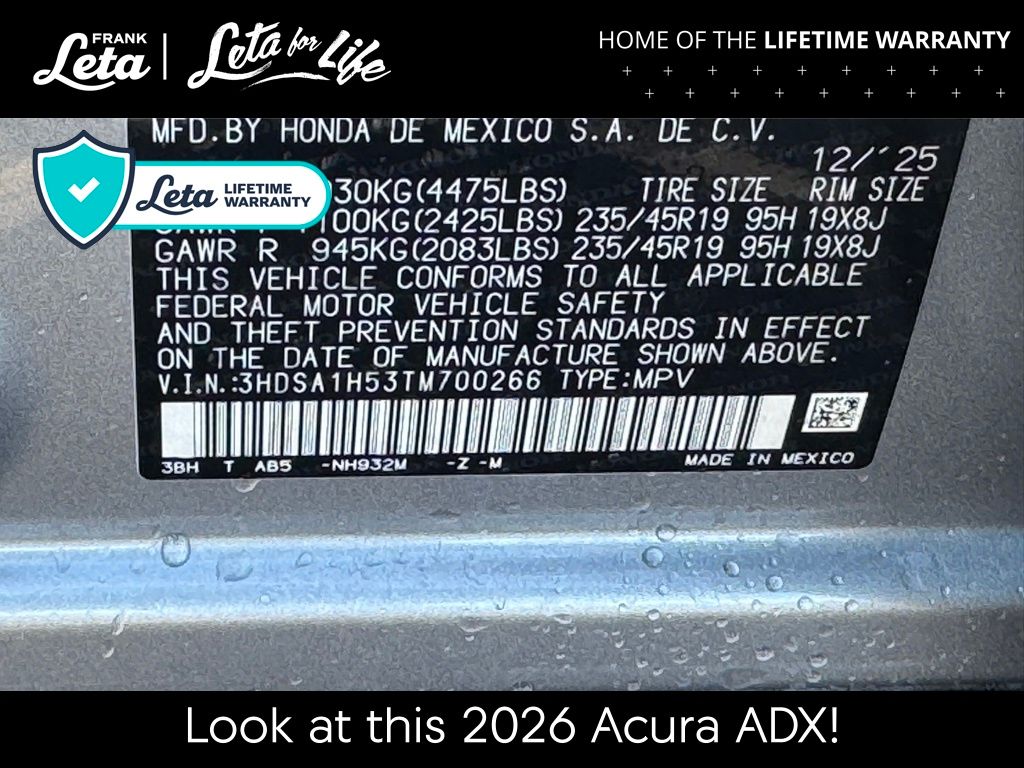 FRANK
Leta
Leta for Life
HOME OF THE LIFETIME WARRANTY
MFD.BY HONDA DE MEXICO S.A. DE C.V.
12/´25
30KG(4475LBS) TIRE SIZE RIM SIZE
100KG(2425LBS) 235/45R19 95H 19X8J
GAWR R 945KG(2083LBS) 235/45R19 95H 19X8J
Leta LIFETIME
WARRANTY
THIS VEHICLE CONFORMS TO ALL APPLICABLE
FEDERAL MOTOR VEHICLE SAFETY
AND THEFT PREVENTION STANDARDS IN EFFECT
ON THE DATE OF MANUFACTURE SHOWN ABOVE.
V.I.N.:3HDSA1H53TM700266 TYPE:MPV
3BH T AB5 -NH932M -Z -M MADE IN MEXICO
Look at this 2026 Acura ADX!